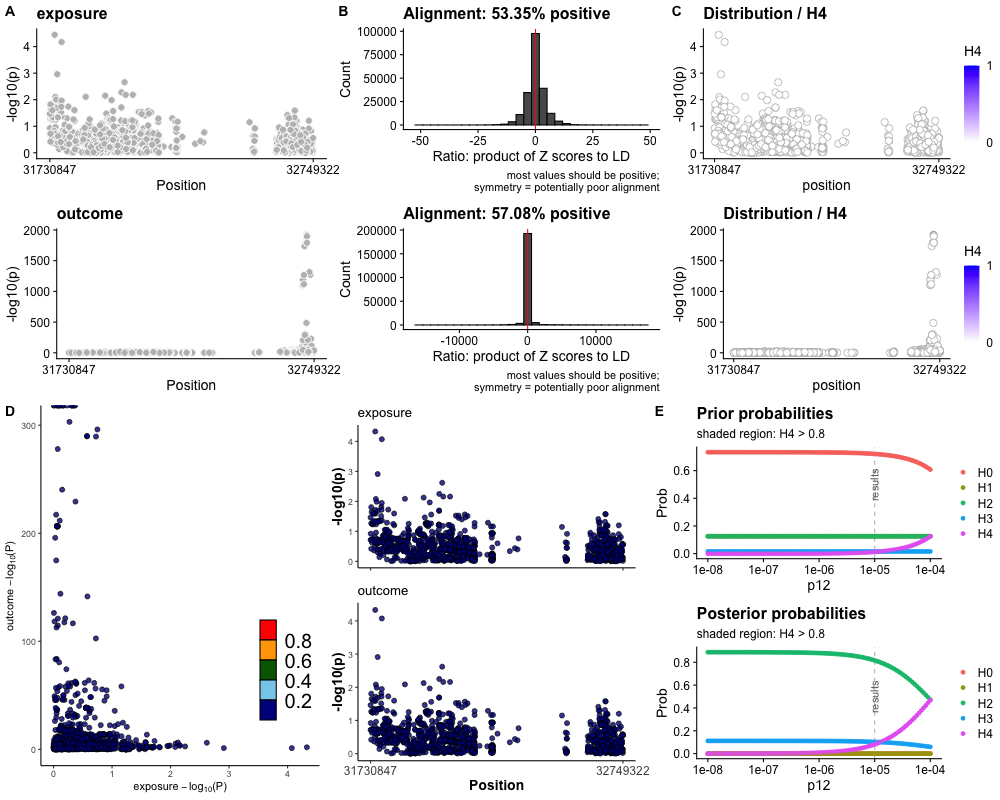 A
exposure
-log10(p)
4
3
2
1
0
31730847
32749322
Position
outcome
-log10(p)
2000
1500
1000
500
0
31730847
32749322
Position
B
Alignment: 53.35% positive
Count
100000
75000
50000
25000
0
-50
-25
0
25
50
Ratio: product of Z scores to LD
most values should be positive;
symmetry = potentially poor alignment
Alignment: 57.08% positive
Count
200000
150000
100000
50000
0
-10000
0
10000
Ratio: product of Z scores to LD
most values should be positive;
symmetry = potentially poor alignment
C
Distribution / H4
-log10(p)
4
3
2
1
0
31730847
32749322
position
H4
1
0
Distribution / H4
-log10(p)
2000
1500
1000
500
0
31730847
32749322
position
H4
1
0
D
outcome −log10(P)
300
200
100
0
0
1
2
3
4
exposure −log10(P)
0.8
0.6
0.4
0.2
exposure
-log10(p)
4
3
2
1
0
outcome
-log10(p)
4
3
2
1
0
31730847
32749322
Position
E
Prior probabilities
shaded region: H4 > 0.8
Prob
0.6
0.4
0.2
0.0
results
1e-08
1e-07
1e-06
1e-05
1e-04
p12
H0
H1
H2
H3
H4
Posterior probabilities
shaded region: H4 > 0.8
Prob
0.8
0.6
0.4
0.2
0.0
results
1e-08
1e-07
1e-06
1e-05
1e-04
p12
H0
H1
H2
H3
H4